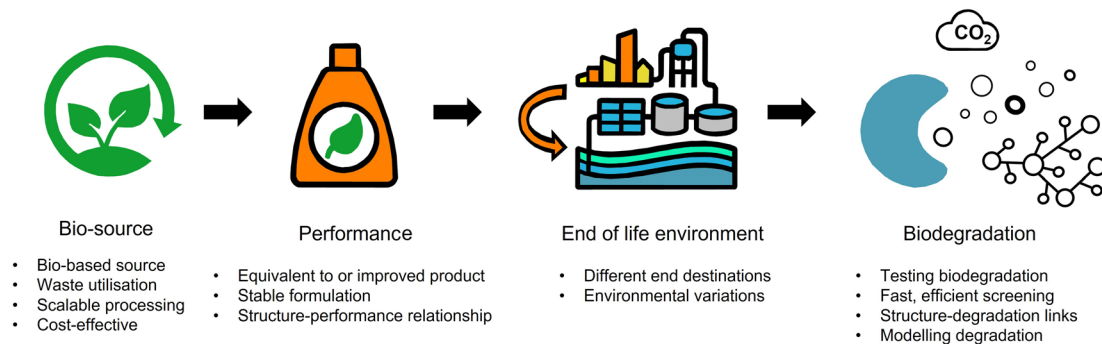 CO₂
Bio-source
• Bio-based source
• Waste utilisation
• Scalable processing
• Cost-effective
Performance
• Equivalent to or improved product
• Stable formulation
• Structure-performance relationship
End of life environment
• Different end destinations
• Environmental variations
Biodegradation
• Testing biodegradation
• Fast, efficient screening
• Structure-degradation links
• Modelling degradation